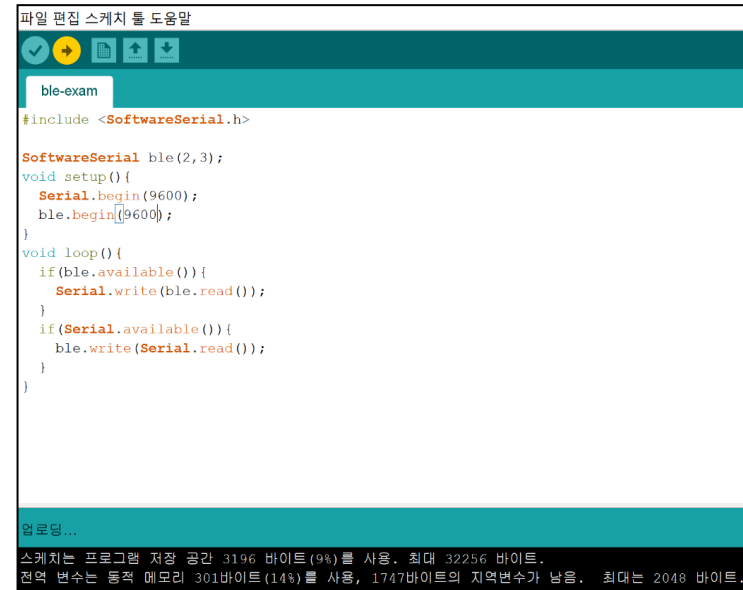 파일 편집 스케치 툴 도움말
ble-exam
#include <SoftwareSerial.h>
SoftwareSerial ble(2,3);
void setup(){
Serial.begin(9600);
ble.begin(9600);
}
void loop(){
if(ble.available()){
Serial.write(ble.read());
}
if(Serial.available()){
ble.write(Serial.read());
}
}
업로딩...
스케치는 프로그램 저장 공간 3196 바이트(9%)를 사용. 최대 32256 바이트.
전역 변수는 동적 메모리 301바이트(14%)를 사용, 1747바이트의 지역변수가 남음. 최대는 2048 바이트.